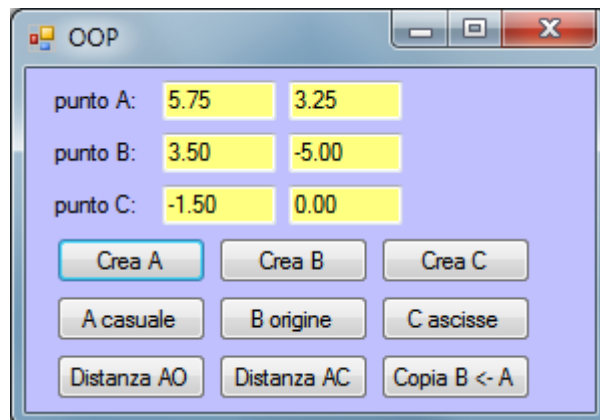 OOP
punto A: 5.75 3.25
punto B: 3.50 -5.00
punto C: -1.50 0.00
Crea A Crea B Crea C
A casuale B origine C ascisse
Distanza AO Distanza AC Copia B <- A